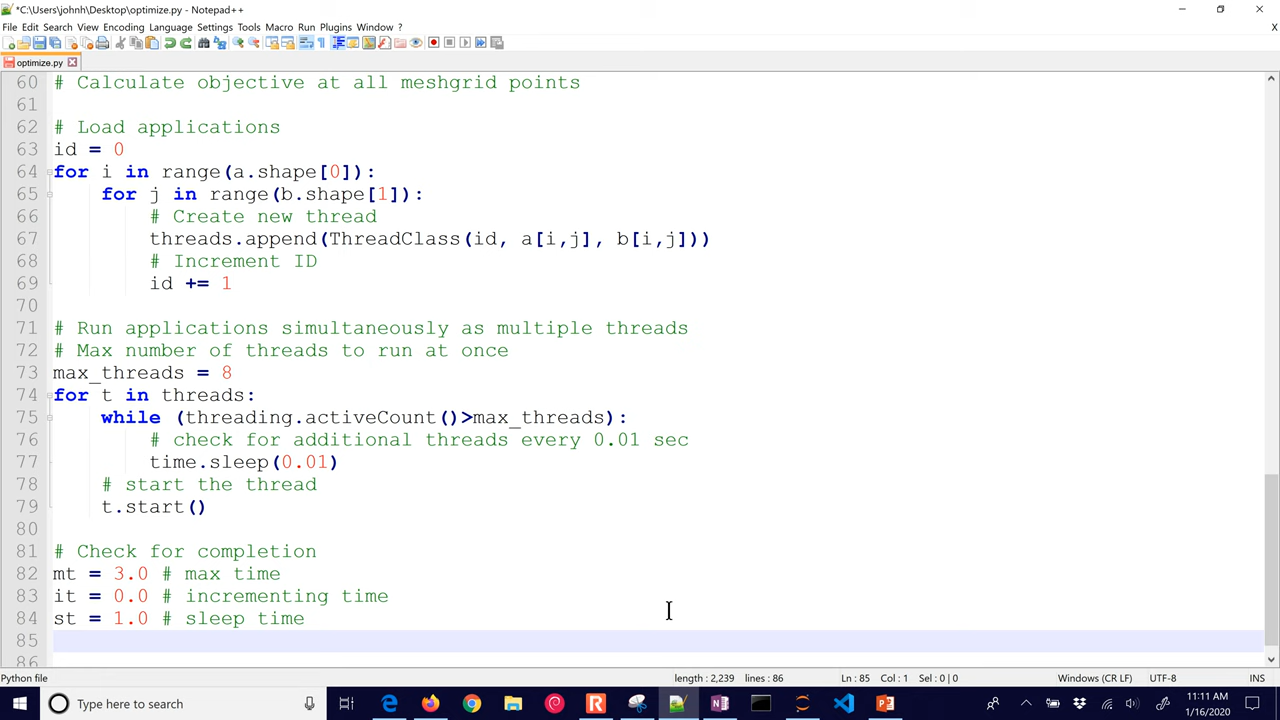 *C:\Users\johnh\Desktop\optimize.py - Notepad++
File Edit Search View Encoding Language Settings Tools Macro Run Plugins Window ?
X
optimize.py
60 # Calculate objective at all meshgrid points
61
62 # Load applications
63 id = 0
64 for i in range(a.shape[0]):
65 for j in range(b.shape[1]):
66 # Create new thread
67 threads.append(ThreadClass(id, a[i,j], b[i,j]))
68 # Increment ID
69 id += 1
70
71 # Run applications simultaneously as multiple threads
72 # Max number of threads to run at once
73 max_threads = 8
74 for t in threads:
75 while (threading.activeCount()>max_threads):
76 # check for additional threads every 0.01 sec
77 time.sleep(0.01)
78 # start the thread
79 t.start()
80
81 # Check for completion
82 mt = 3.0 # max time
83 it = 0.0 # incrementing time
84 st = 1.0 # sleep time
85
86
Python file length : 2,239 lines : 86 Ln : 85 Col : 1 Sel : 0 | 0 Windows (CR LF) UTF-8 INS
Type here to search
11:11 AM
1/16/2020